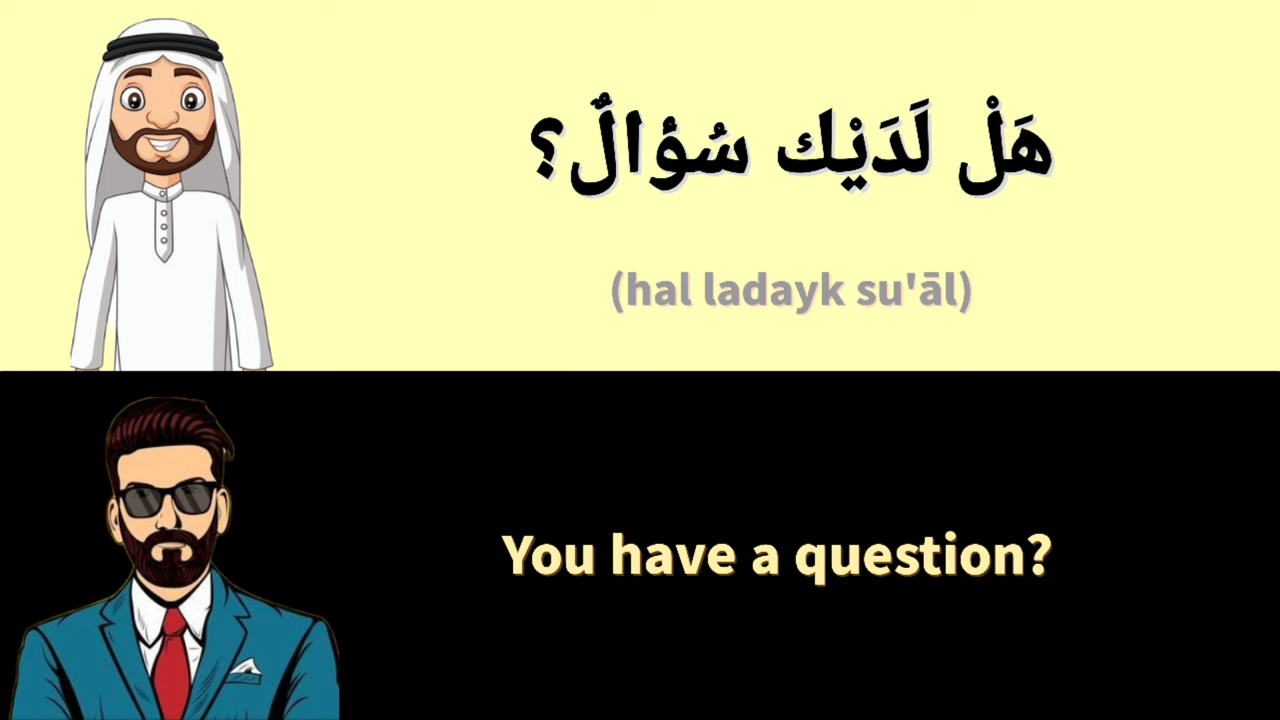 هَلْ لَدَيْك سُؤالٌ؟
(hal ladayk su'āl)
You have a question?